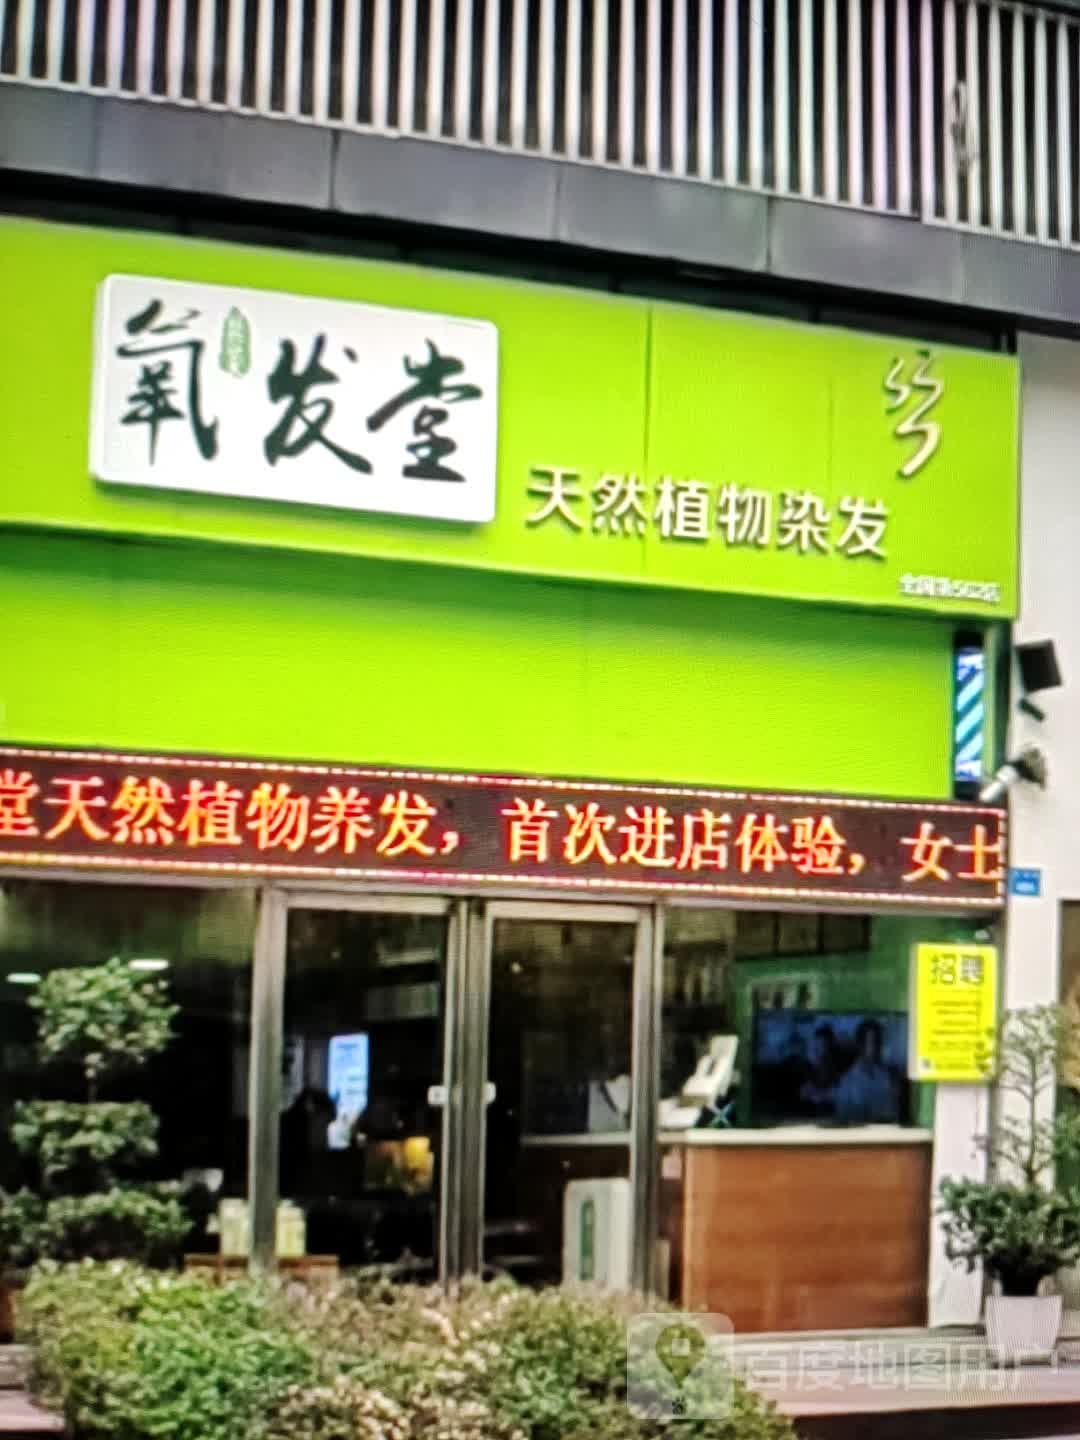 氧发堂
天然植物染发
堂天然植物养发，首次进店体验，女士
招聘
百度地图用户